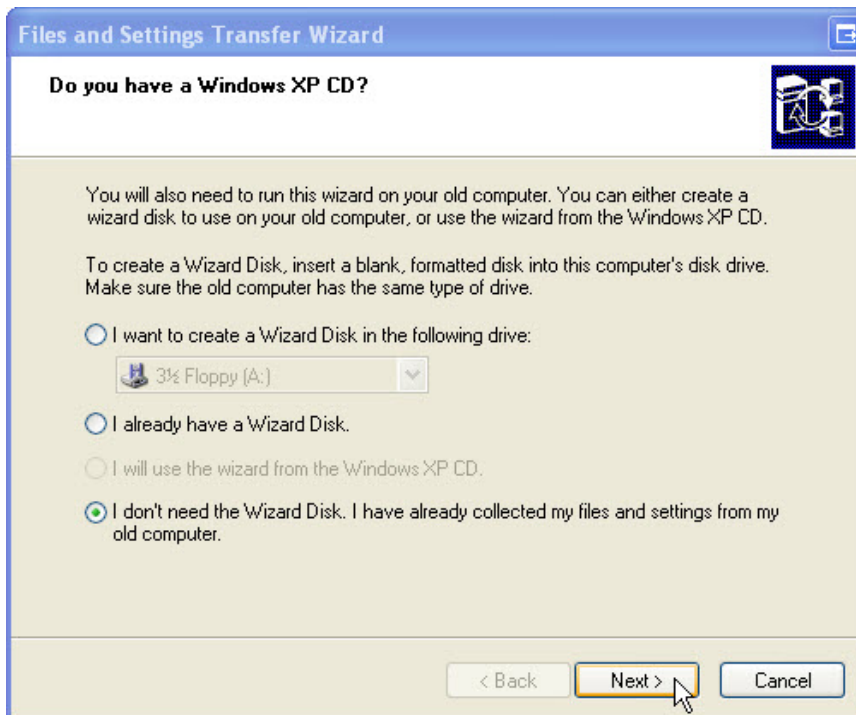 Files and Settings Transfer Wizard
Do you have a Windows XP CD?
You will also need to run this wizard on your old computer. You can either create a
wizard disk to use on your old computer, or use the wizard from the Windows XP CD.
To create a Wizard Disk, insert a blank, formatted disk into this computer's disk drive.
Make sure the old computer has the same type of drive.
I want to create a Wizard Disk in the following drive:
3½ Floppy (A:)
I already have a Wizard Disk.
I will use the wizard from the Windows XP CD.
I don't need the Wizard Disk. I have already collected my files and settings from my
old computer.
< Back Next > Cancel